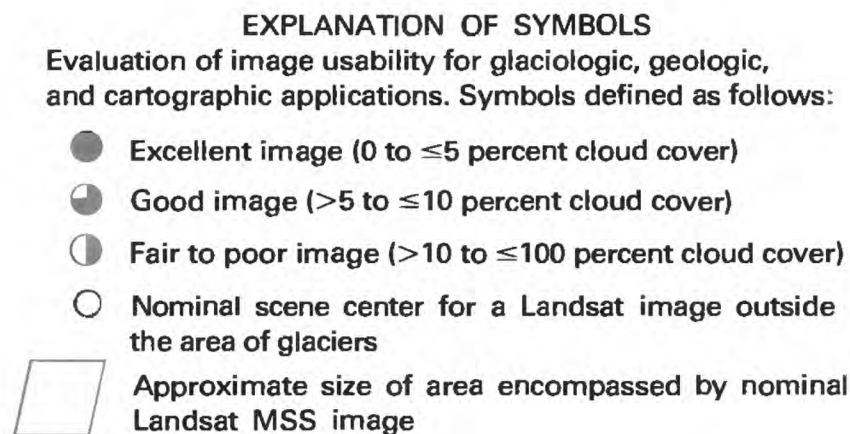 EXPLANATION OF SYMBOLS
Evaluation of image usability for glaciologic, geologic,
and cartographic applications. Symbols defined as follows:
Excellent image (0 to ≤5 percent cloud cover)
Good image (>5 to ≤10 percent cloud cover)
Fair to poor image (>10 to ≤100 percent cloud cover)
Nominal scene center for a Landsat image outside
the area of glaciers
Approximate size of area encompassed by nominal
Landsat MSS image